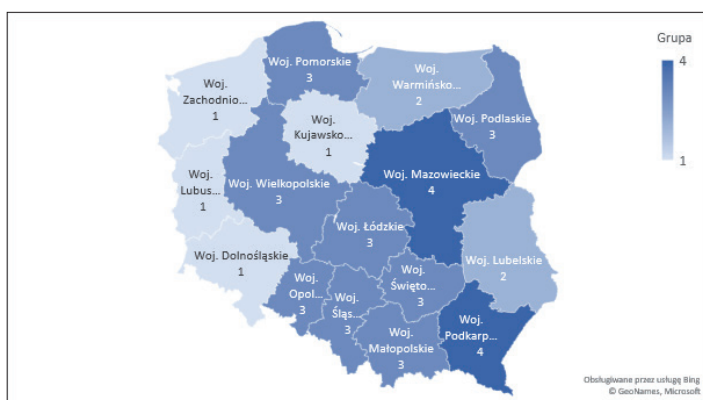 Grupa
4
1
Woj. Pomorskie
3
Woj.
Warmińsko ...
2
Woj.
Zachodnio ...
1
Woj.
Kujawsko ...
1
Woj. Podlaskie
3
Woj. Mazowieckie
4
Woj.
Lubus ...
1
Woj. Wielkopolskie
3
Woj. Łódzkie
3
Woj. Dolnośląskie
1
Woj. Lubelskie
2
Woj.
Opol ...
3
Woj.
Śląs ...
3
Woj.
Święto ...
3
Woj.
Małopolskie
3
Woj.
Podkarp ...
4
Obsługiwane przez usługę Bing
© GeoNames, Microsoft